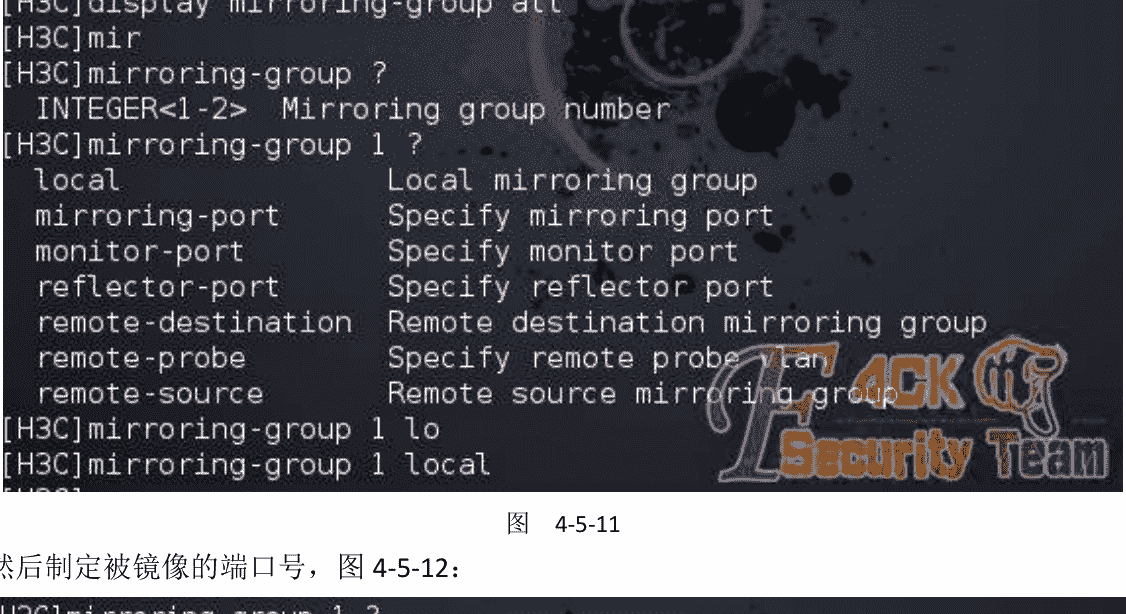 [H3C]display mirroring-group all
[H3C]mir
[H3C]mirroring-group ?
INTEGER<1-2>  Mirroring group number
[H3C]mirroring-group 1 ?
local  Local mirroring group
mirroring-port  Specify mirroring port
monitor-port  Specify monitor port
reflector-port  Specify reflector port
remote-destination  Remote destination mirroring group
remote-probe  Specify remote probe vlan
remote-source  Remote source mirroring group
[H3C]mirroring-group 1 lo
[H3C]mirroring-group 1 local
F4CK
Security Team
图 4-5-11
然后制定被镜像的端口号，图 4-5-12：
[H3C]mirroring-group 1 ?